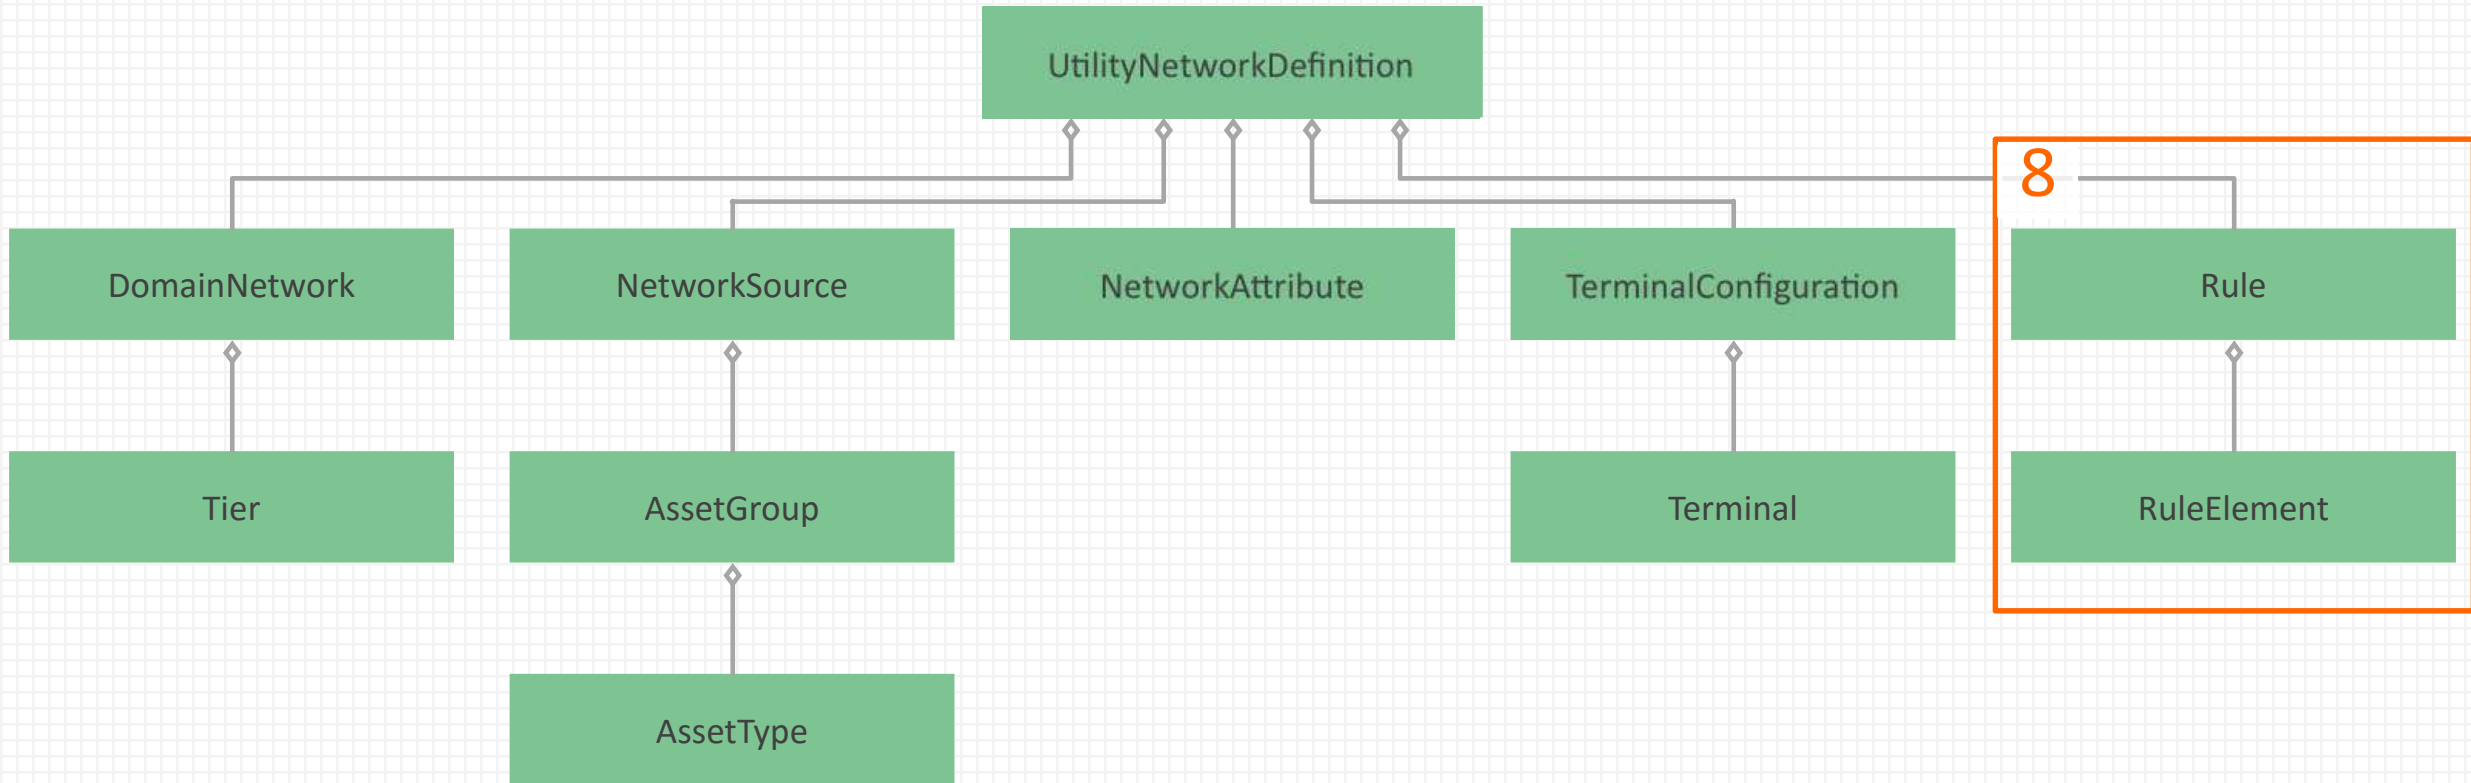 UtilityNetworkDefinition
8
DomainNetwork
NetworkSource
NetworkAttribute
TerminalConfiguration
Rule
Tier
AssetGroup
Terminal
RuleElement
AssetType